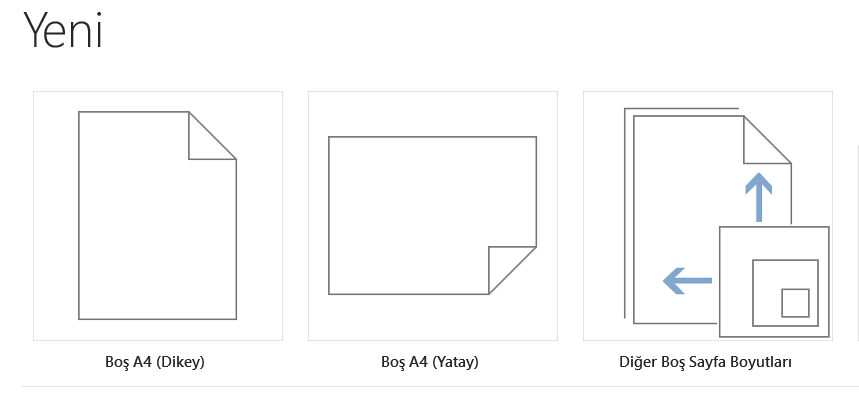 Yeni
Boş A4 (Dikey)
Boş A4 (Yatay)
Diğer Boş Sayfa Boyutları